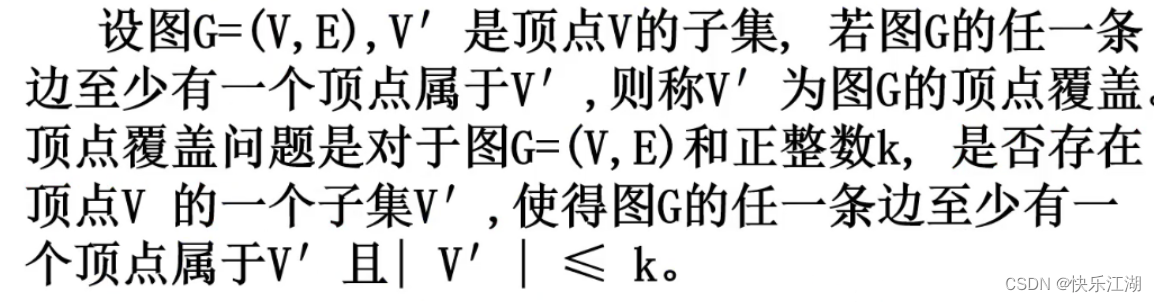 设图G=(V,E),V′ 是顶点V的子集, 若图G的任一条
边至少有一个顶点属于V′ ,则称V′ 为图G的顶点覆盖。
顶点覆盖问题是对于图G=(V,E)和正整数k, 是否存在
顶点V 的一个子集V′ ,使得图G的任一条边至少有一
个顶点属于V′ 且| V′ | ≤ k。
CSDN @快乐江湖